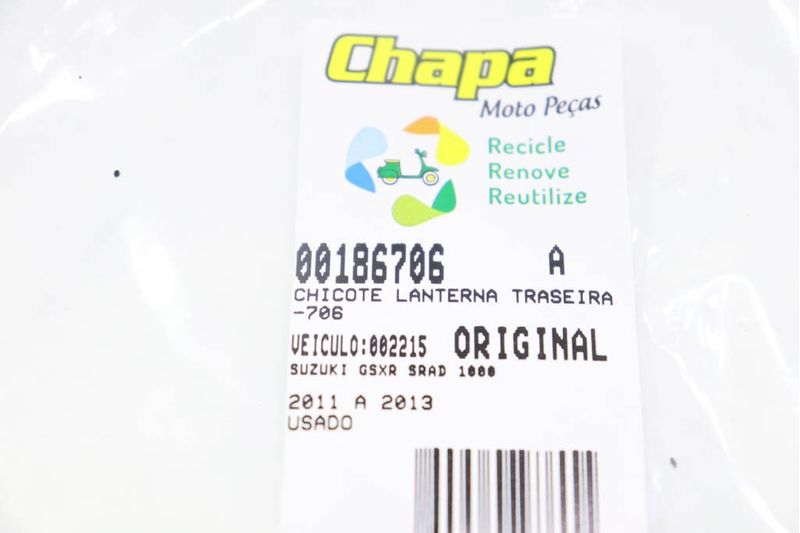 Chapa
Moto Peças
Recicle
Renove
Reutilize
00186706 A
CHICOTE LANTERNA TRASEIRA
-706
VEICULO:002215 ORIGINAL
SUZUKI GSXR SRAD 1000
2011 A 2013
USADO